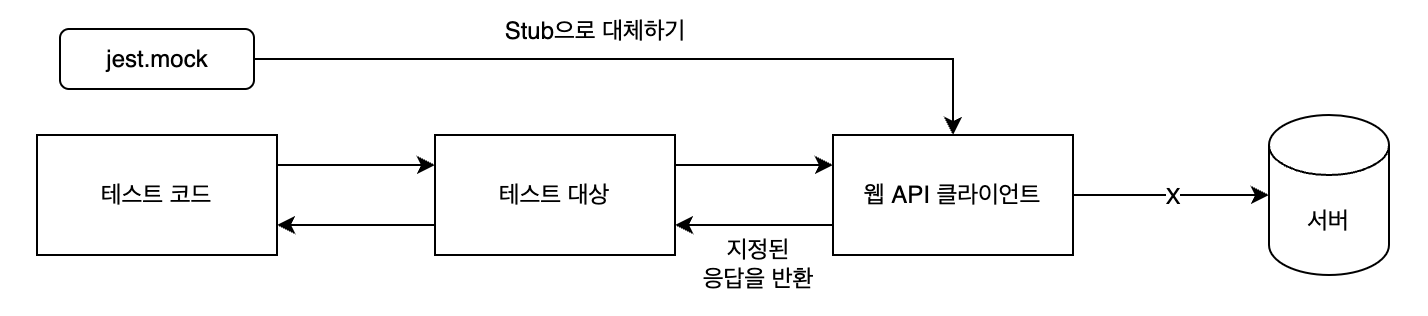 Stub으로 대체하기
jest.mock
테스트 코드
테스트 대상
웹 API 클라이언트
X
서버
지정된
응답을 반환